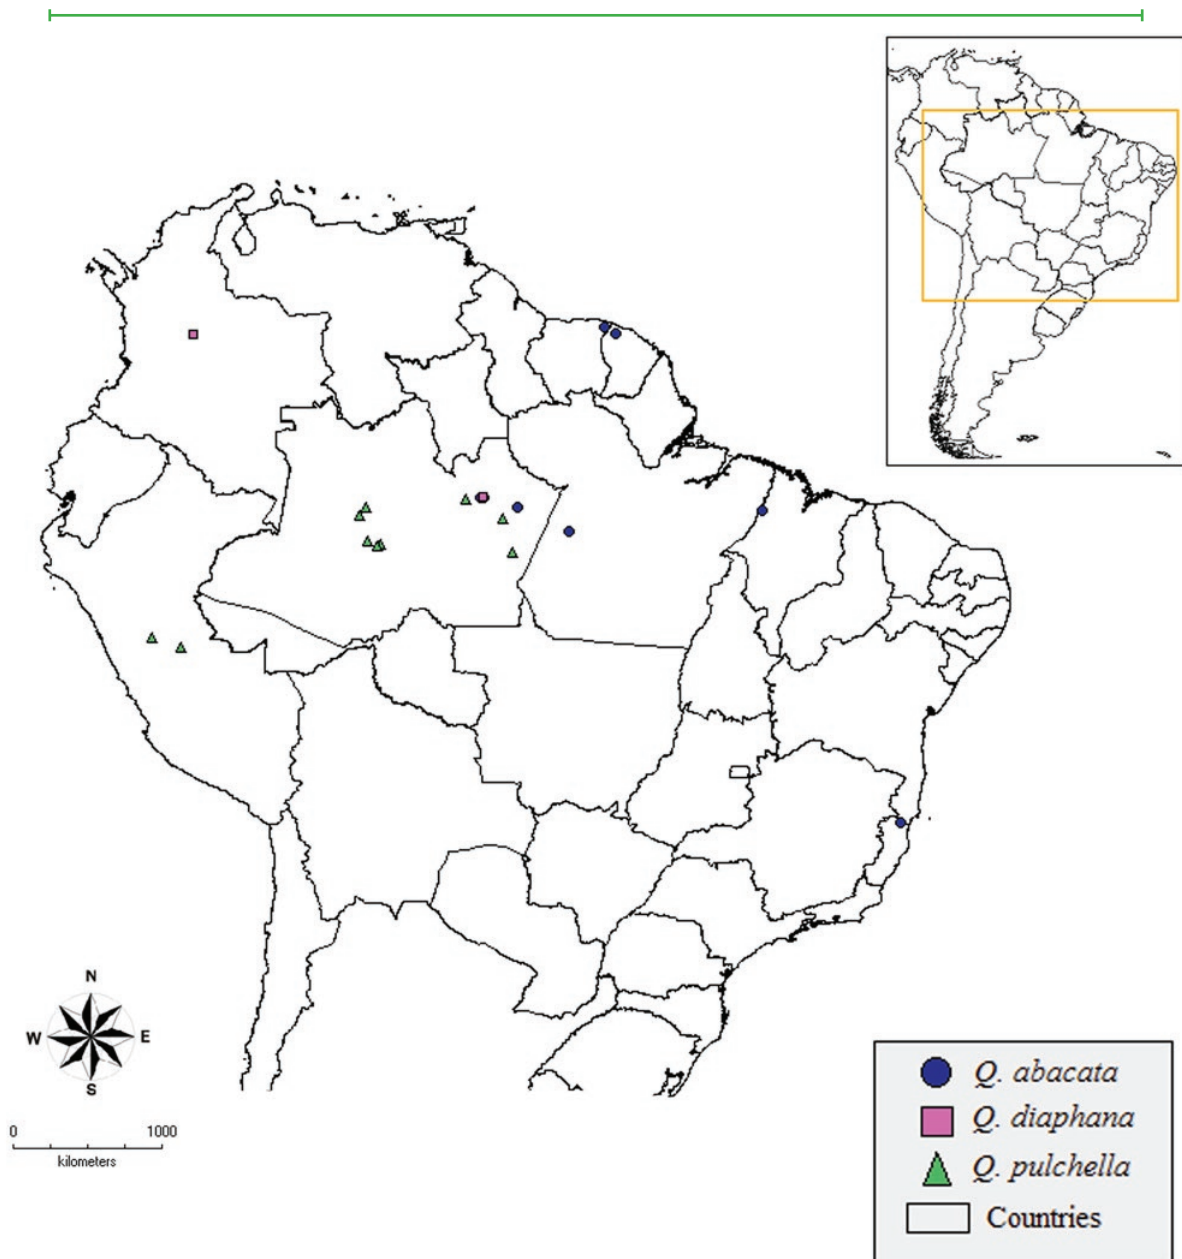 N
W E
S
0 1000
kilometers
Q. abacata
Q. diaphana
Q. pulchella
Countries